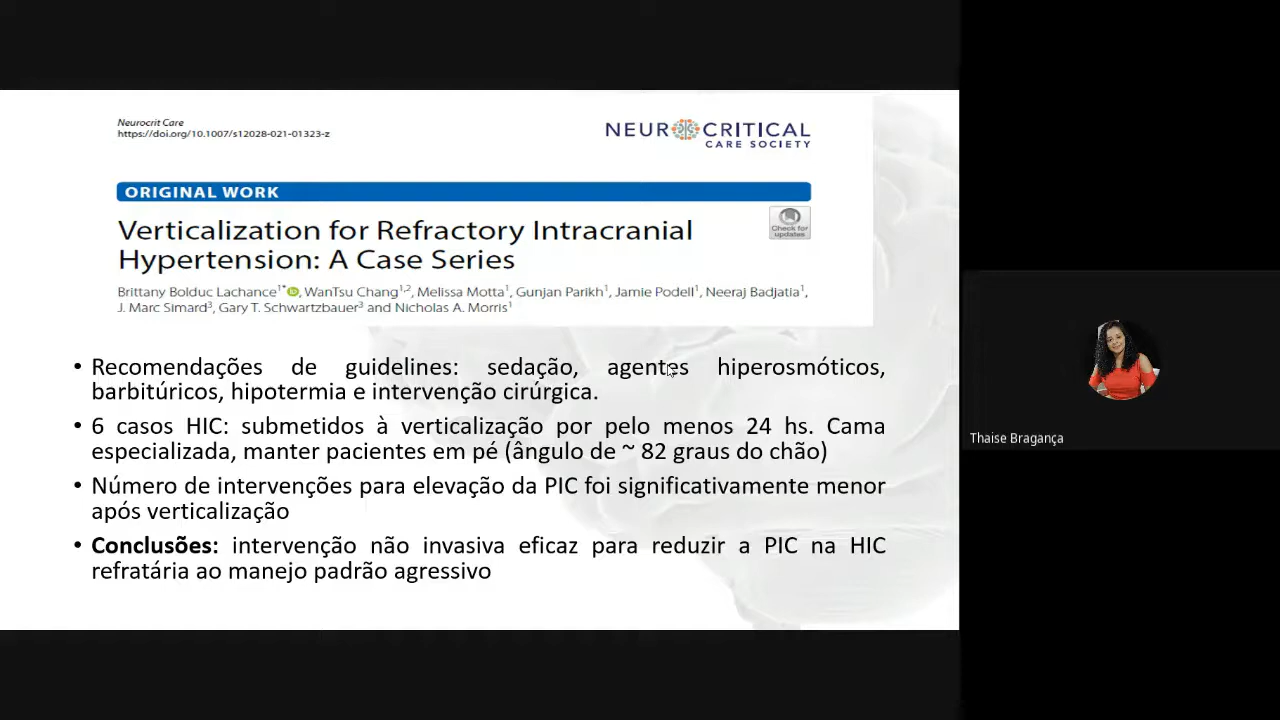 Neurocrit Care
https://doi.org/10.1007/s12028-021-01323-z
NEUROCRITICAL
CARE SOCIETY
ORIGINAL WORK
Check for
updates
Verticalization for Refractory Intracranial
Hypertension: A Case Series
Brittany Bolduc Lachance1*, WanTsu Chang1,2, Melissa Motta1, Gunjan Parikh1, Jamie Podell1, Neeraj Badjatia1,
J. Marc Simard3, Gary T. Schwartzbauer3 and Nicholas A. Morris1
• Recomendações de guidelines: sedação, agentes hiperosmóticos,
barbitúricos, hipotermia e intervenção cirúrgica.
• 6 casos HIC: submetidos à verticalização por pelo menos 24 hs. Cama
especializada, manter pacientes em pé (ângulo de ~ 82 graus do chão)
• Número de intervenções para elevação da PIC foi significativamente menor
após verticalização
• Conclusões: intervenção não invasiva eficaz para reduzir a PIC na HIC
refratária ao manejo padrão agressivo
Thaise Bragança